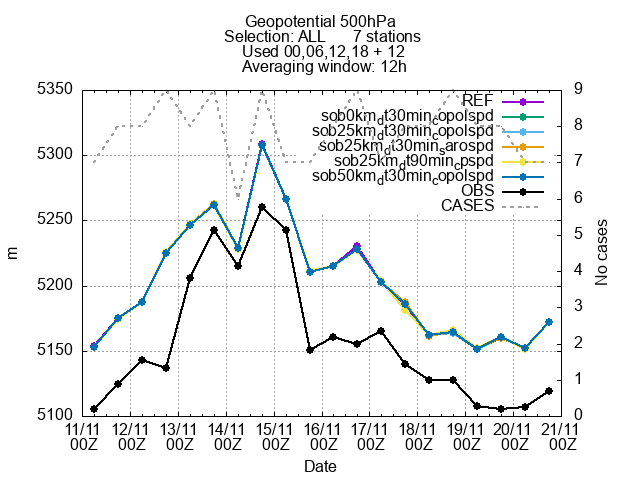 Geopotential 500hPa
Selection: ALL 7 stations
Used 00,06,12,18 + 12
Averaging window: 12h
REF
sob0km_dt30min_copolspd
sob25km_dt30min_copolspd
sob25km_dt30min_sarospd
sob25km_dt90min_cpspd
sob50km_dt30min_copolspd
OBS
CASES
5350
5300
5250
5200
5150
5100
m
9
8
7
6
5
4
3
2
1
0
No cases
11/11 12/11 13/11 14/11 15/11 16/11 17/11 18/11 19/11 20/11 21/11
00Z 00Z 00Z 00Z 00Z 00Z 00Z 00Z 00Z 00Z 00Z
Date